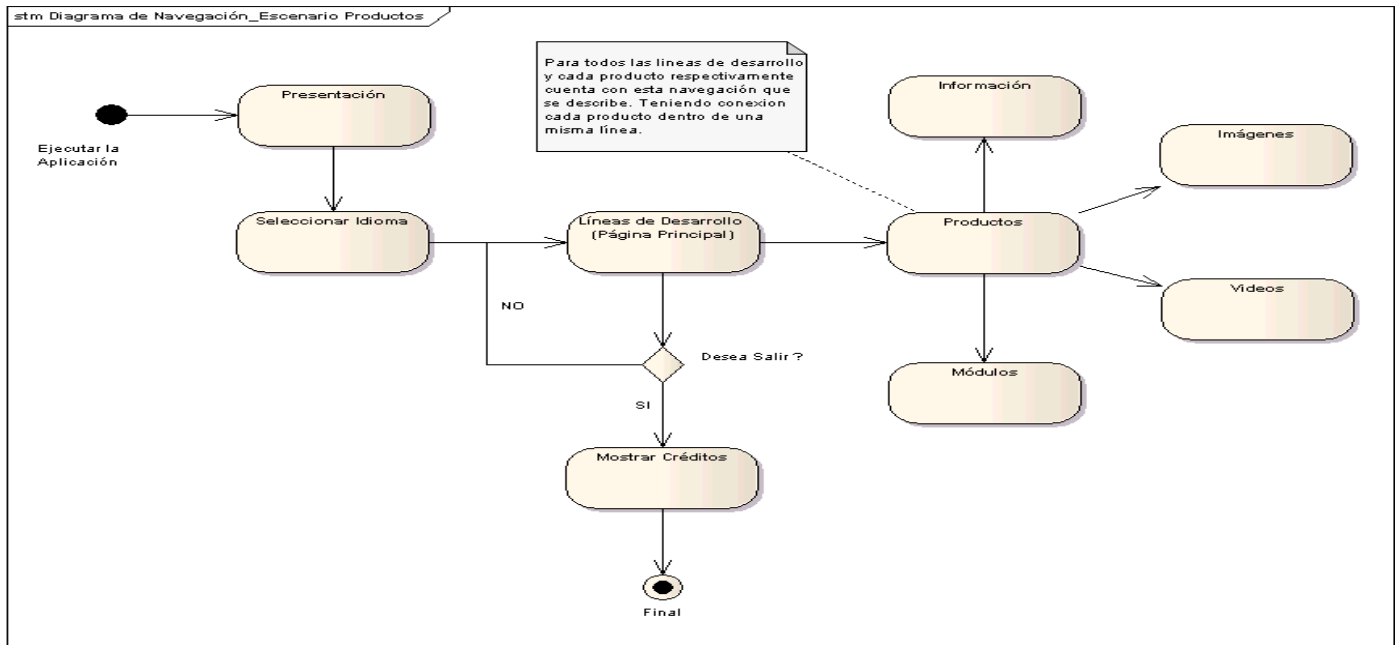 stm Diagrama de Navegación_Escenario Productos
Para todos las lineas de desarrollo
y cada producto respectivamente
cuenta con esta navegación que
se describe. Teniendo conexion
cada producto dentro de una
misma línea.
Presentación
Ejecutar la
Aplicación
Información
Imágenes
Seleccionar Idioma
Líneas de Desarrollo
(Página Principal)
Productos
Videos
NO
Desea Salir ?
Módulos
SI
Mostrar Créditos
Final